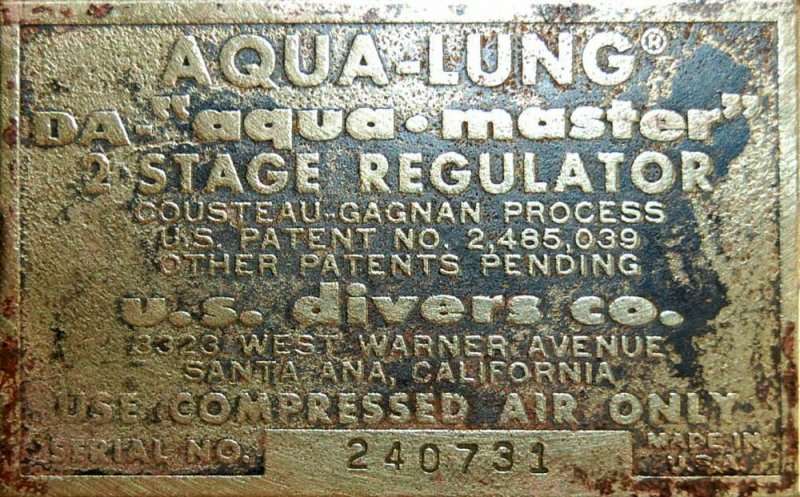 AQUA-LUNG®
DA-"aqua•master"
2 STAGE REGULATOR
COUSTEAU-GAGNAN PROCESS
U.S. PATENT NO. 2,485,039
OTHER PATENTS PENDING
u.s. divers co.
3323 WEST WARNER AVENUE
SANTA ANA, CALIFORNIA
USE COMPRESSED AIR ONLY
SERIAL NO. 240731 MADE IN
U.S.A.